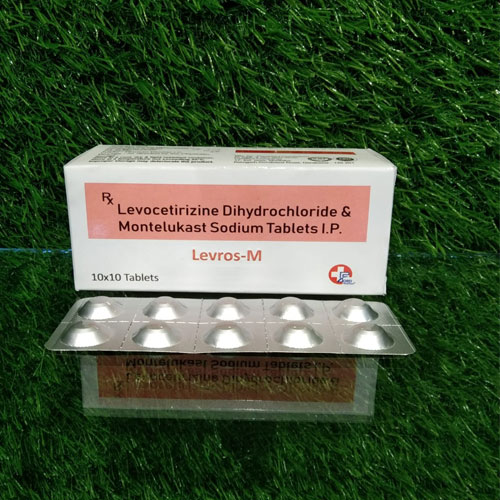 Rx
Levocetirizine Dihydrochloride &
Montelukast Sodium Tablets I.P.
Levros-M
10x10 Tablets